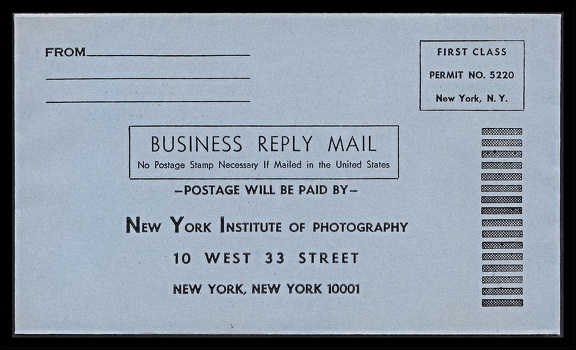 FROM
FIRST CLASS
PERMIT NO. 5220
New York, N. Y.
BUSINESS REPLY MAIL
No Postage Stamp Necessary If Mailed in the United States
—POSTAGE WILL BE PAID BY—
NEW YORK INSTITUTE OF PHOTOGRAPHY
10 WEST 33 STREET
NEW YORK, NEW YORK 10001